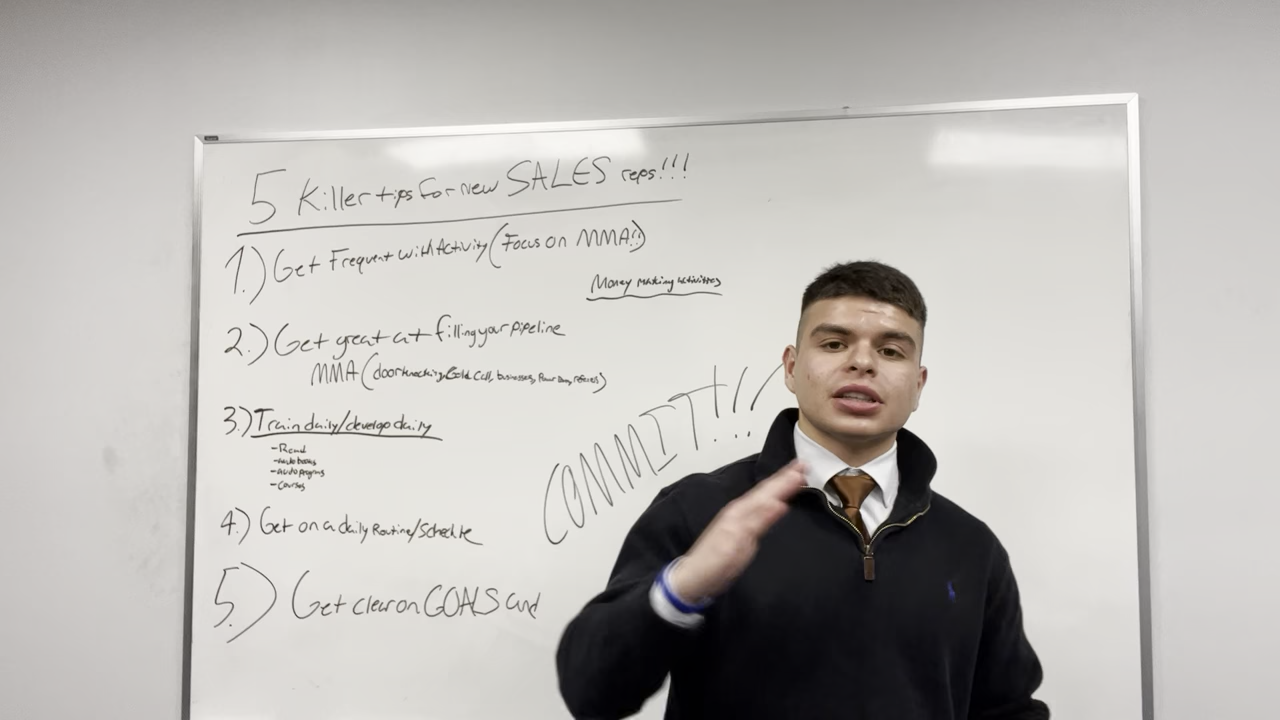 5 Killer tips for new SALES reps!!!
1.) Get Frequent with Activity (Focus on MMA!!)
Money Making Activities
2.) Get great at filling your pipeline
MMA (door knocking, Cold Call, businesses, referrals)
3.) Train daily/develop daily
- Read
- Audio books
- Audio programs
- Courses
4.) Get on a daily Routine/Schedule
5.) Get clear on GOALS and
COMMIT!!!